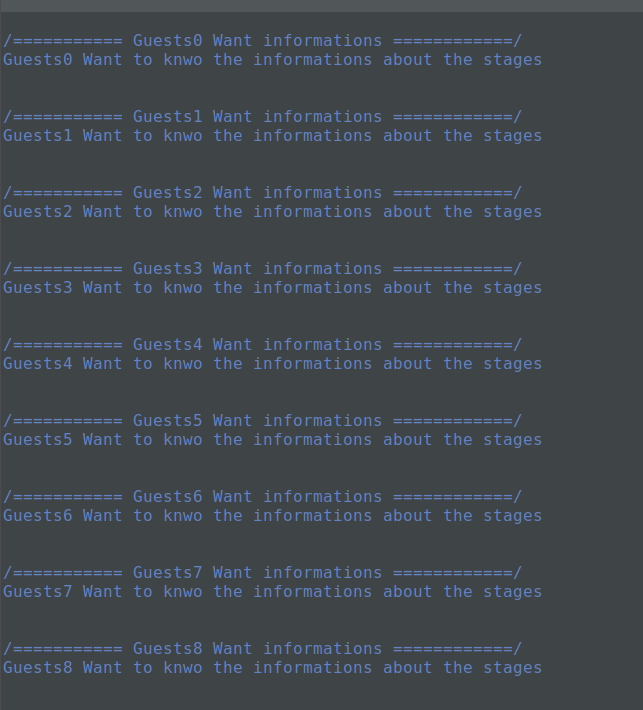 /=========== Guests0 Want informations ============/
Guests0 Want to knwo the informations about the stages
/=========== Guests1 Want informations ============/
Guests1 Want to knwo the informations about the stages
/=========== Guests2 Want informations ============/
Guests2 Want to knwo the informations about the stages
/=========== Guests3 Want informations ============/
Guests3 Want to knwo the informations about the stages
/=========== Guests4 Want informations ============/
Guests4 Want to knwo the informations about the stages
/=========== Guests5 Want informations ============/
Guests5 Want to knwo the informations about the stages
/=========== Guests6 Want informations ============/
Guests6 Want to knwo the informations about the stages
/=========== Guests7 Want informations ============/
Guests7 Want to knwo the informations about the stages
/=========== Guests8 Want informations ============/
Guests8 Want to knwo the informations about the stages